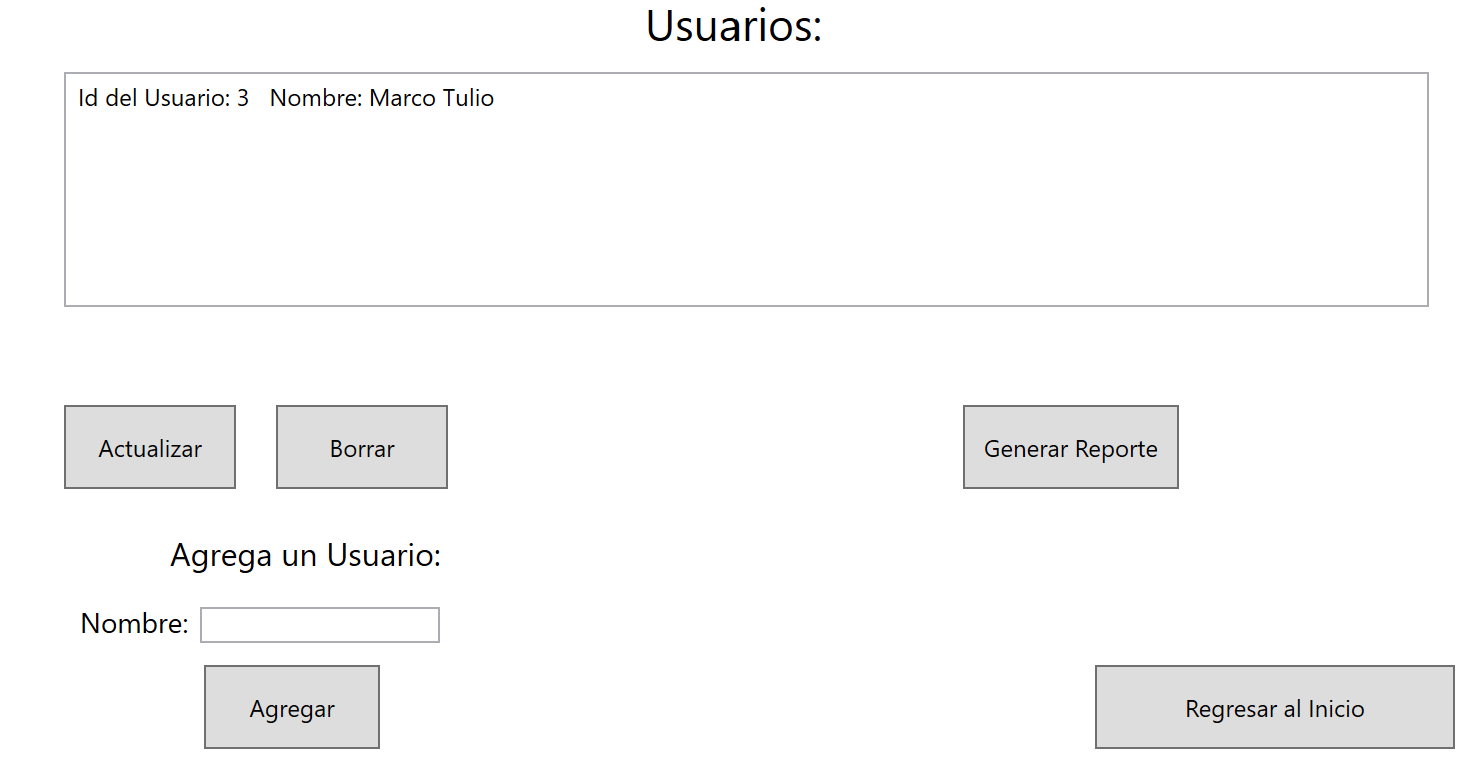 Usuarios:
Id del Usuario: 3 Nombre: Marco Tulio
Actualizar Borrar Generar Reporte
Agrega un Usuario:
Nombre:
Agregar Regresar al Inicio